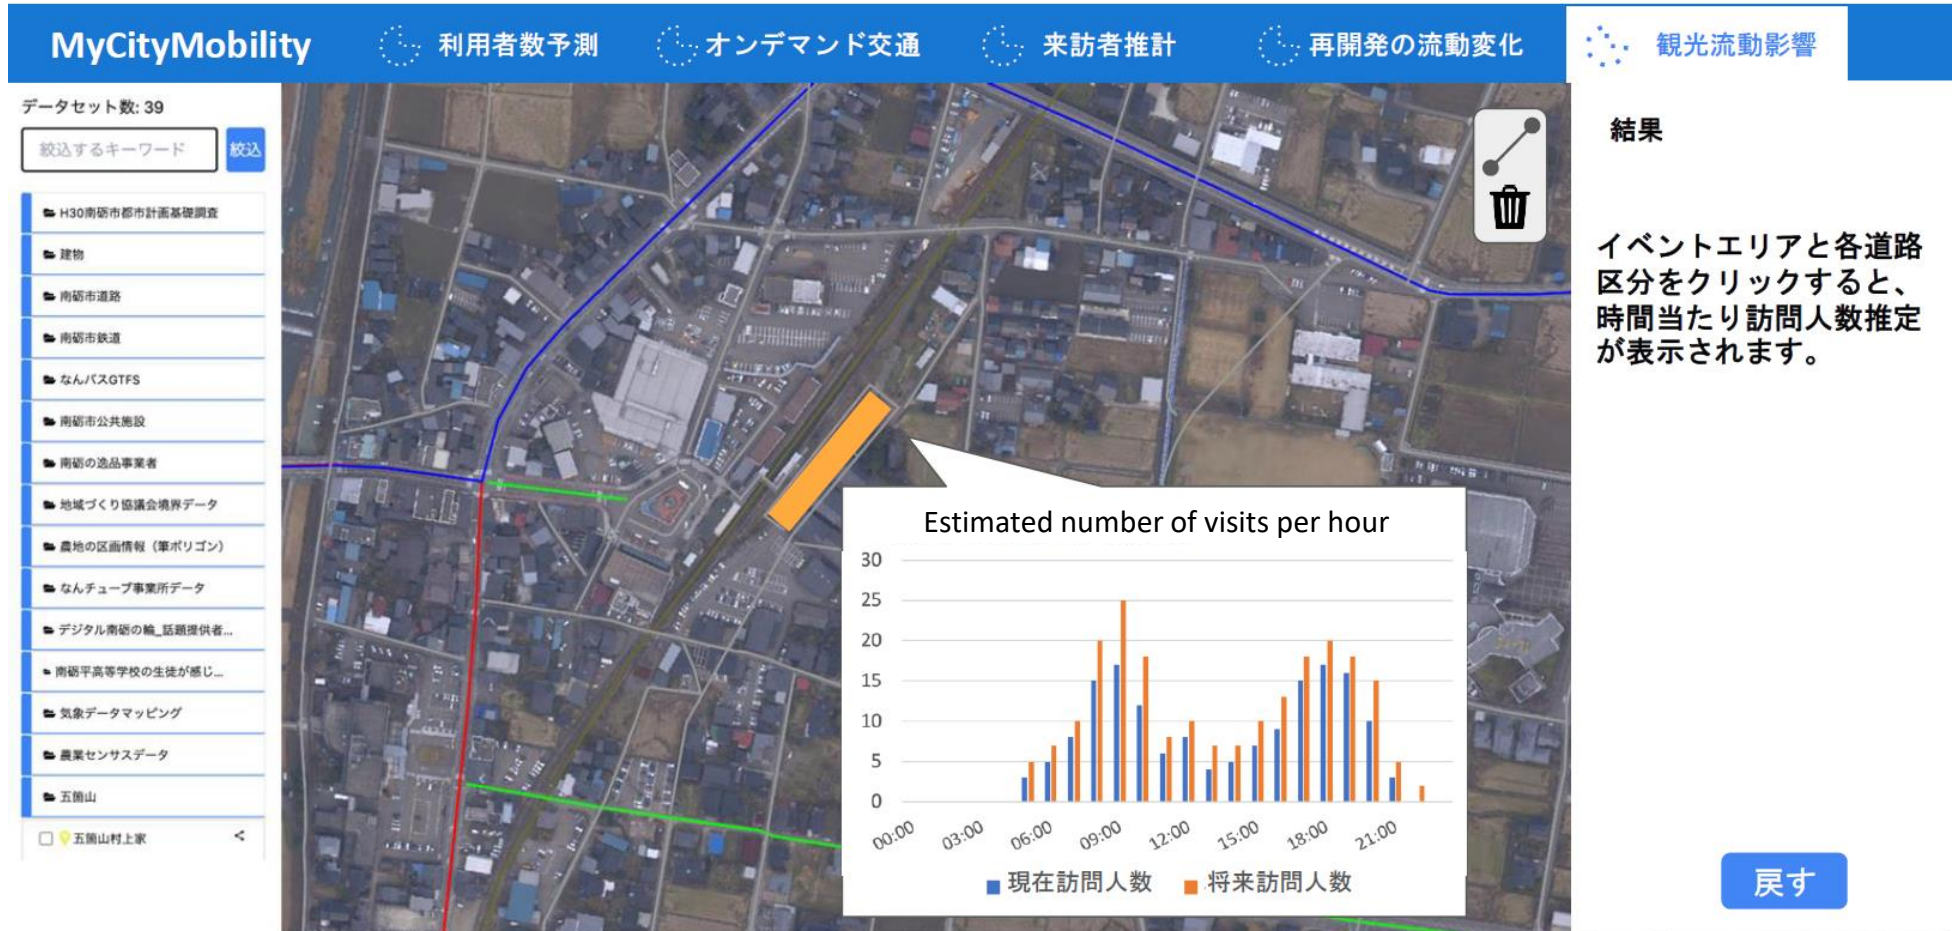 MyCityMobility
利用者数予測
オンデマンド交通
来訪者推計
再開発の流動変化
観光流動影響
データセット数: 39
絞込するキーワード
絞込
H30南砺市都市計画基礎調査
建物
南砺市道路
南砺市鉄道
なんバスGTFS
南砺市公共施設
南砺の逸品事業者
地域づくり協議会境界データ
農地の区画情報（筆ポリゴン）
なんチューブ事業所データ
デジタル南砺の輪_話題提供者...
南砺平高等学校の生徒が感じ...
気象データマッピング
農業センサスデータ
五箇山
五箇山村上家
Estimated number of visits per hour
30
25
20
15
10
5
0
00:00 03:00 06:00 09:00 12:00 15:00 18:00 21:00
現在訪問人数 将来訪問人数
結果
イベントエリアと各道路
区分をクリックすると、
時間当たり訪問人数推定
が表示されます。
戻す